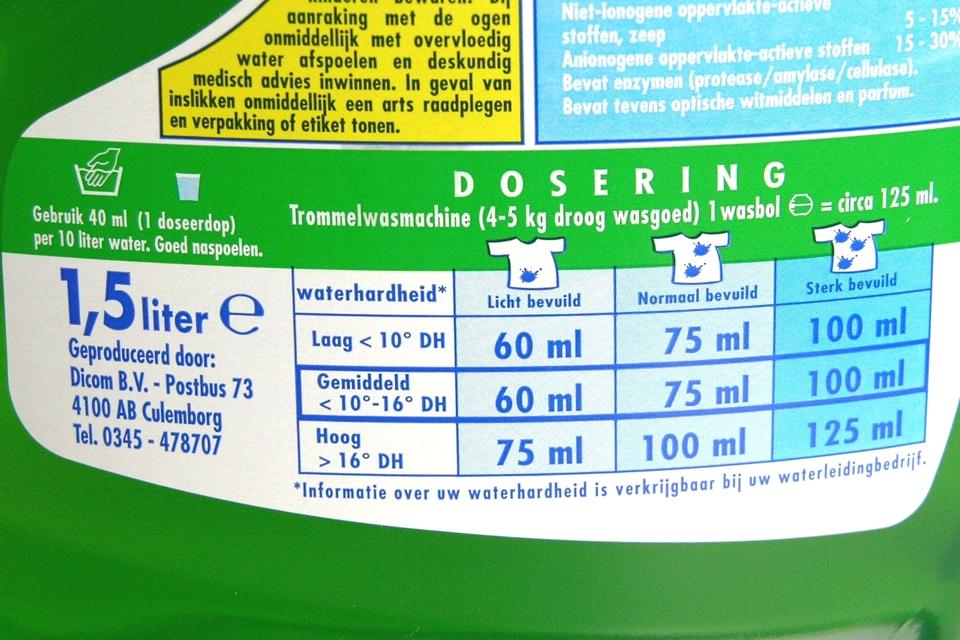 aanraking met de ogen
onmiddellijk met overvloedig
water afspoelen en deskundig
medisch advies inwinnen. In geval van
inslikken onmiddellijk een arts raadplegen
en verpakking of etiket tonen.
Niet-ionogene oppervlakte-actieve
stoffen, zeep 5 - 15%
Anionogene oppervlakte-actieve stoffen 15 - 30%
Bevat enzymen (protease/amylase/cellulase).
Bevat tevens optische witmiddelen en parfum.
Gebruik 40 ml (1 doseerdop)
per 10 liter water. Goed naspoelen.
DOSERING
Trommelwasmachine (4-5 kg droog wasgoed) 1 wasbol = circa 125 ml.
1,5 liter ℮
Geproduceerd door:
Dicom B.V. - Postbus 73
4100 AB Culemborg
Tel. 0345 - 478707
waterhardheid* Licht bevuild Normaal bevuild Sterk bevuild
Laag < 10° DH 60 ml 75 ml 100 ml
Gemiddeld
< 10°-16° DH 60 ml 75 ml 100 ml
Hoog
> 16° DH 75 ml 100 ml 125 ml
*Informatie over uw waterhardheid is verkrijgbaar bij uw waterleidingbedrijf.